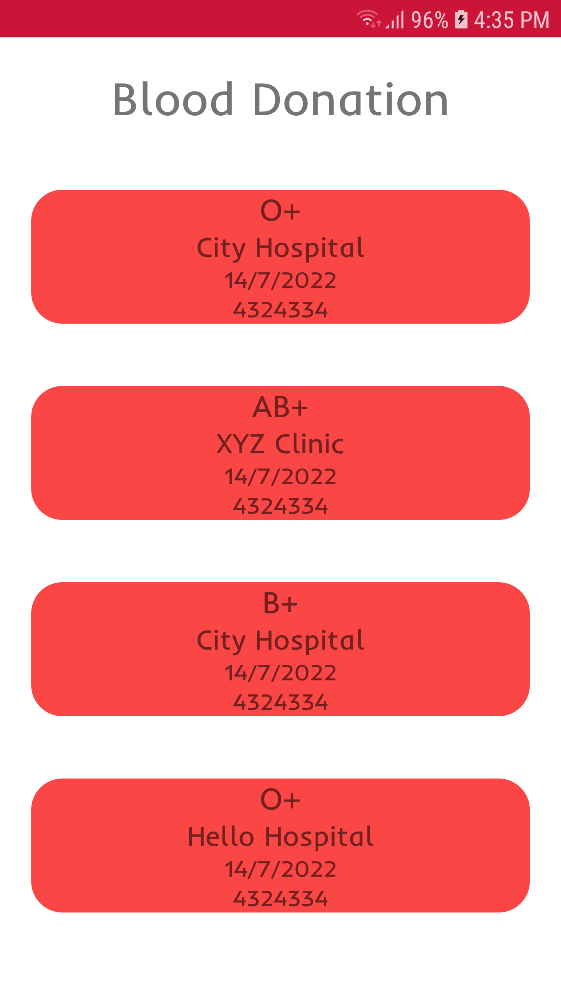 96% 4:35 PM
Blood Donation
O+
City Hospital
14/7/2022
4324334
AB+
XYZ Clinic
14/7/2022
4324334
B+
City Hospital
14/7/2022
4324334
O+
Hello Hospital
14/7/2022
4324334